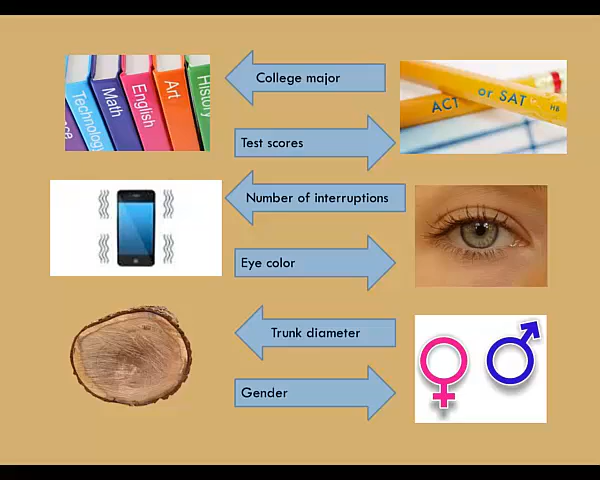 College major
Technology
Math
English
Art
History
ACT or SAT
HB
Test scores
Number of interruptions
Eye color
Trunk diameter
Gender